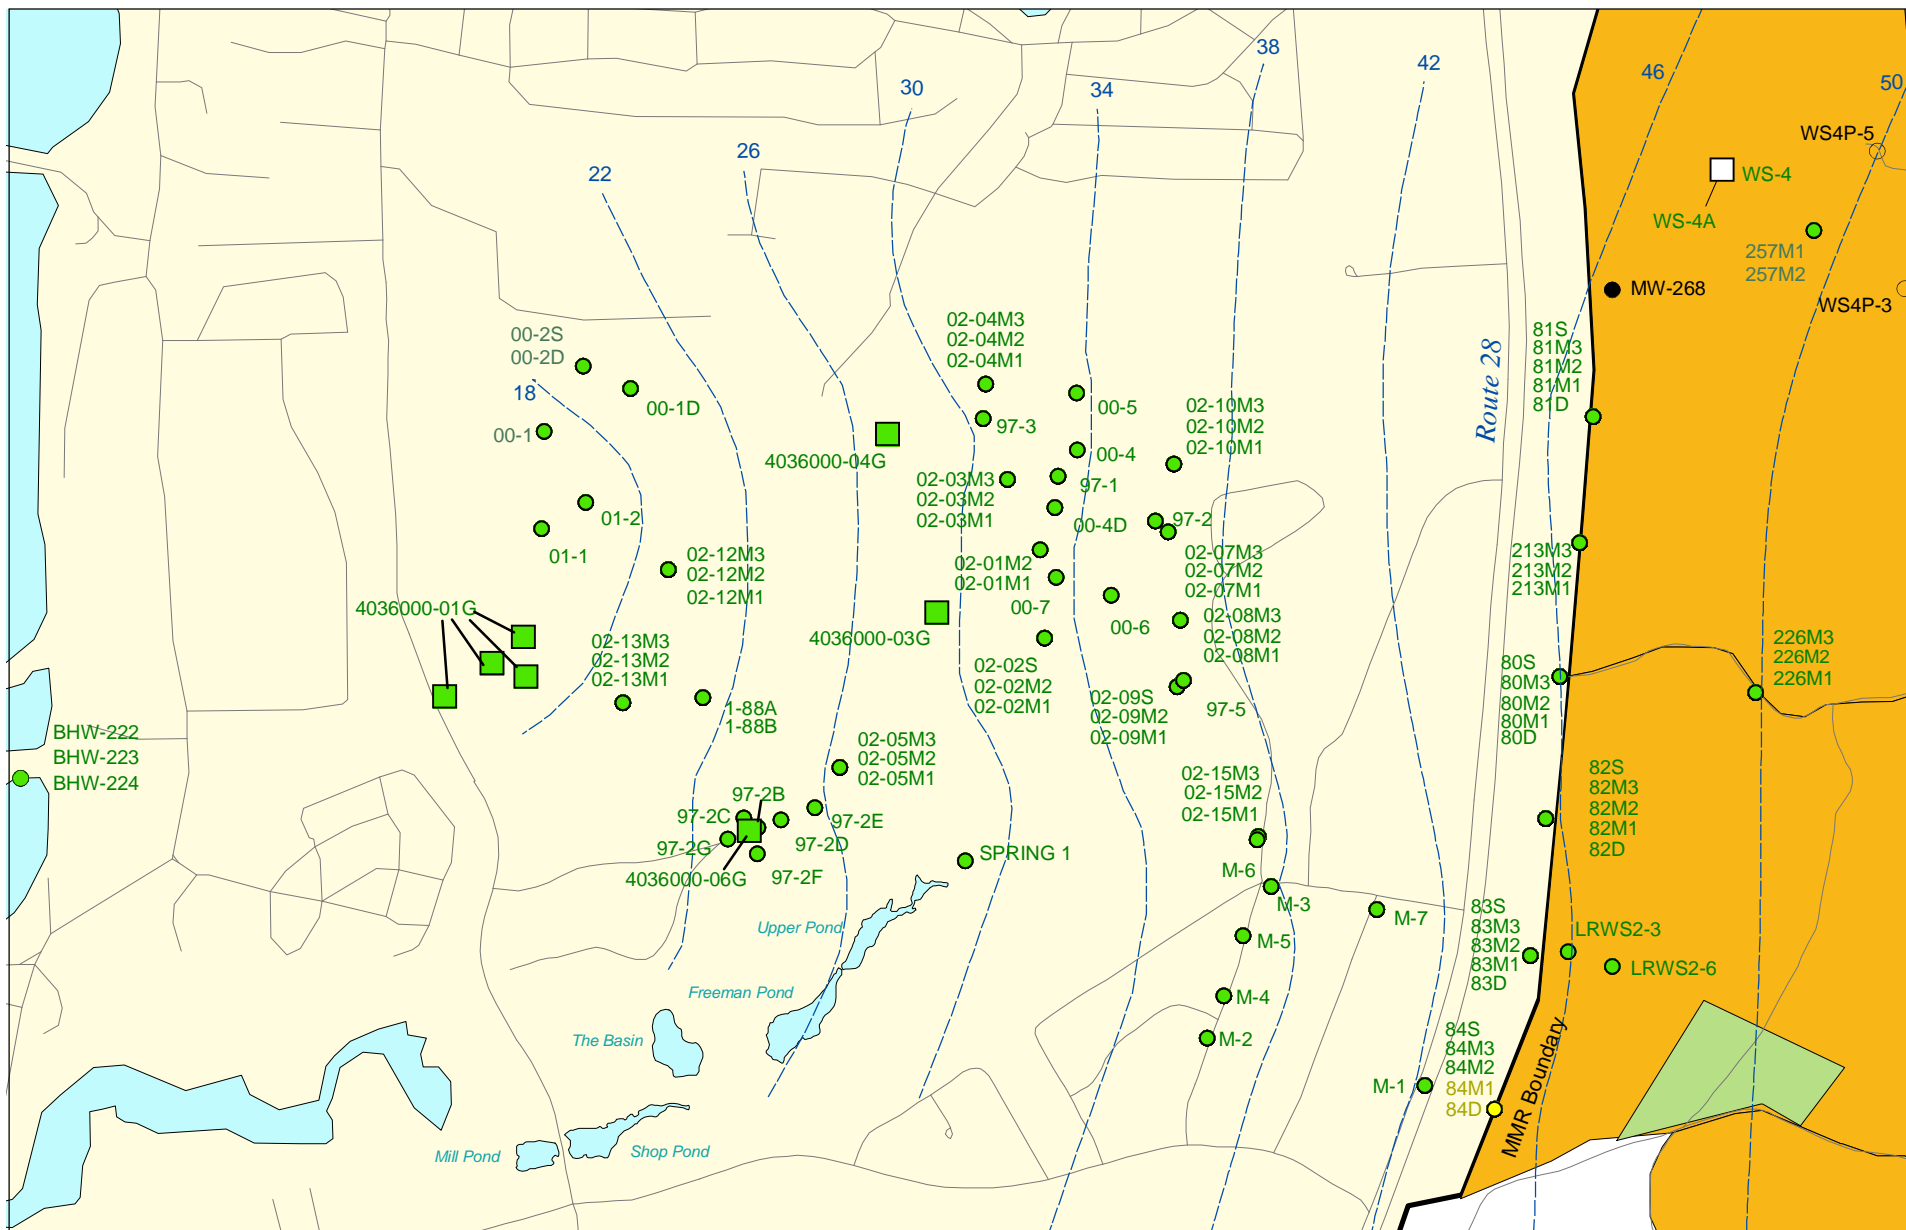 38
42
46
50
30
34
WS4P-5
26
22
WS-4
WS-4A
257M1
257M2
MW-268
WS4P-3
00-2S
00-2D
18
00-1D
00-1
02-04M3
02-04M2
02-04M1
97-3
00-5
4036000-04G
00-4
02-10M3
02-10M2
02-10M1
Route 28
81S
81M3
81M2
81M1
81D
02-03M3
02-03M2
02-03M1
97-1
00-4D
97-2
01-2
01-1
02-12M3
02-12M2
02-12M1
02-01M2
02-01M1
00-7
02-07M3
02-07M2
02-07M1
213M3
213M2
213M1
4036000-01G
4036000-03G
00-6
02-08M3
02-08M2
02-08M1
02-13M3
02-13M2
02-13M1
02-02S
02-02M2
02-02M1
226M3
226M2
226M1
80S
80M3
80M2
80M1
80D
1-88A
1-88B
02-09S
02-09M2
02-09M1
97-5
BHW-222
BHW-223
BHW-224
02-05M3
02-05M2
02-05M1
02-15M3
02-15M2
02-15M1
82S
82M3
82M2
82M1
82D
97-2B
97-2C
97-2E
97-2D
97-2G
97-2F
4036000-06G
SPRING 1
M-6
M-3
M-7
M-5
M-4
M-2
M-1
83S
83M3
83M2
83M1
83D
LRWS2-3
LRWS2-6
Upper Pond
Freeman Pond
The Basin
84S
84M3
84M2
84M1
84D
MMR Boundary
Mill Pond
Shop Pond